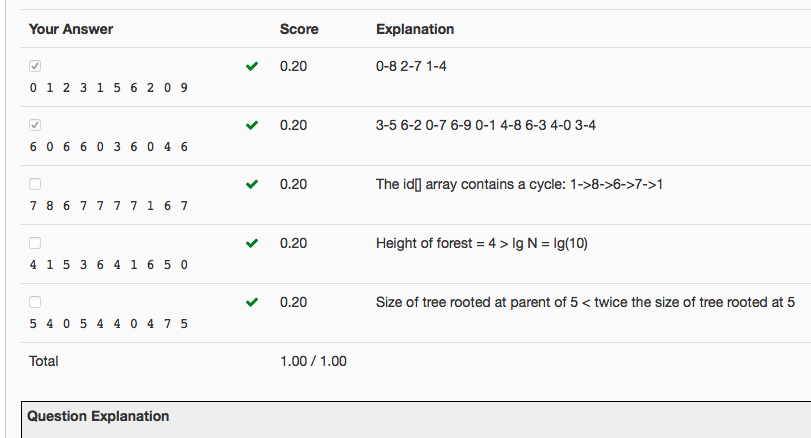 Your Answer Score Explanation
0.20 0-8 2-7 1-4
0 1 2 3 1 5 6 2 0 9
0.20 3-5 6-2 0-7 6-9 0-1 4-8 6-3 4-0 3-4
6 0 6 6 0 3 6 0 4 6
0.20 The id[] array contains a cycle: 1->8->6->7->1
7 8 6 7 7 7 7 1 6 7
0.20 Height of forest = 4 > lg N = lg(10)
4 1 5 3 6 4 1 6 5 0
0.20 Size of tree rooted at parent of 5 < twice the size of tree rooted at 5
5 4 0 5 4 4 0 4 7 5
Total 1.00 / 1.00
Question Explanation